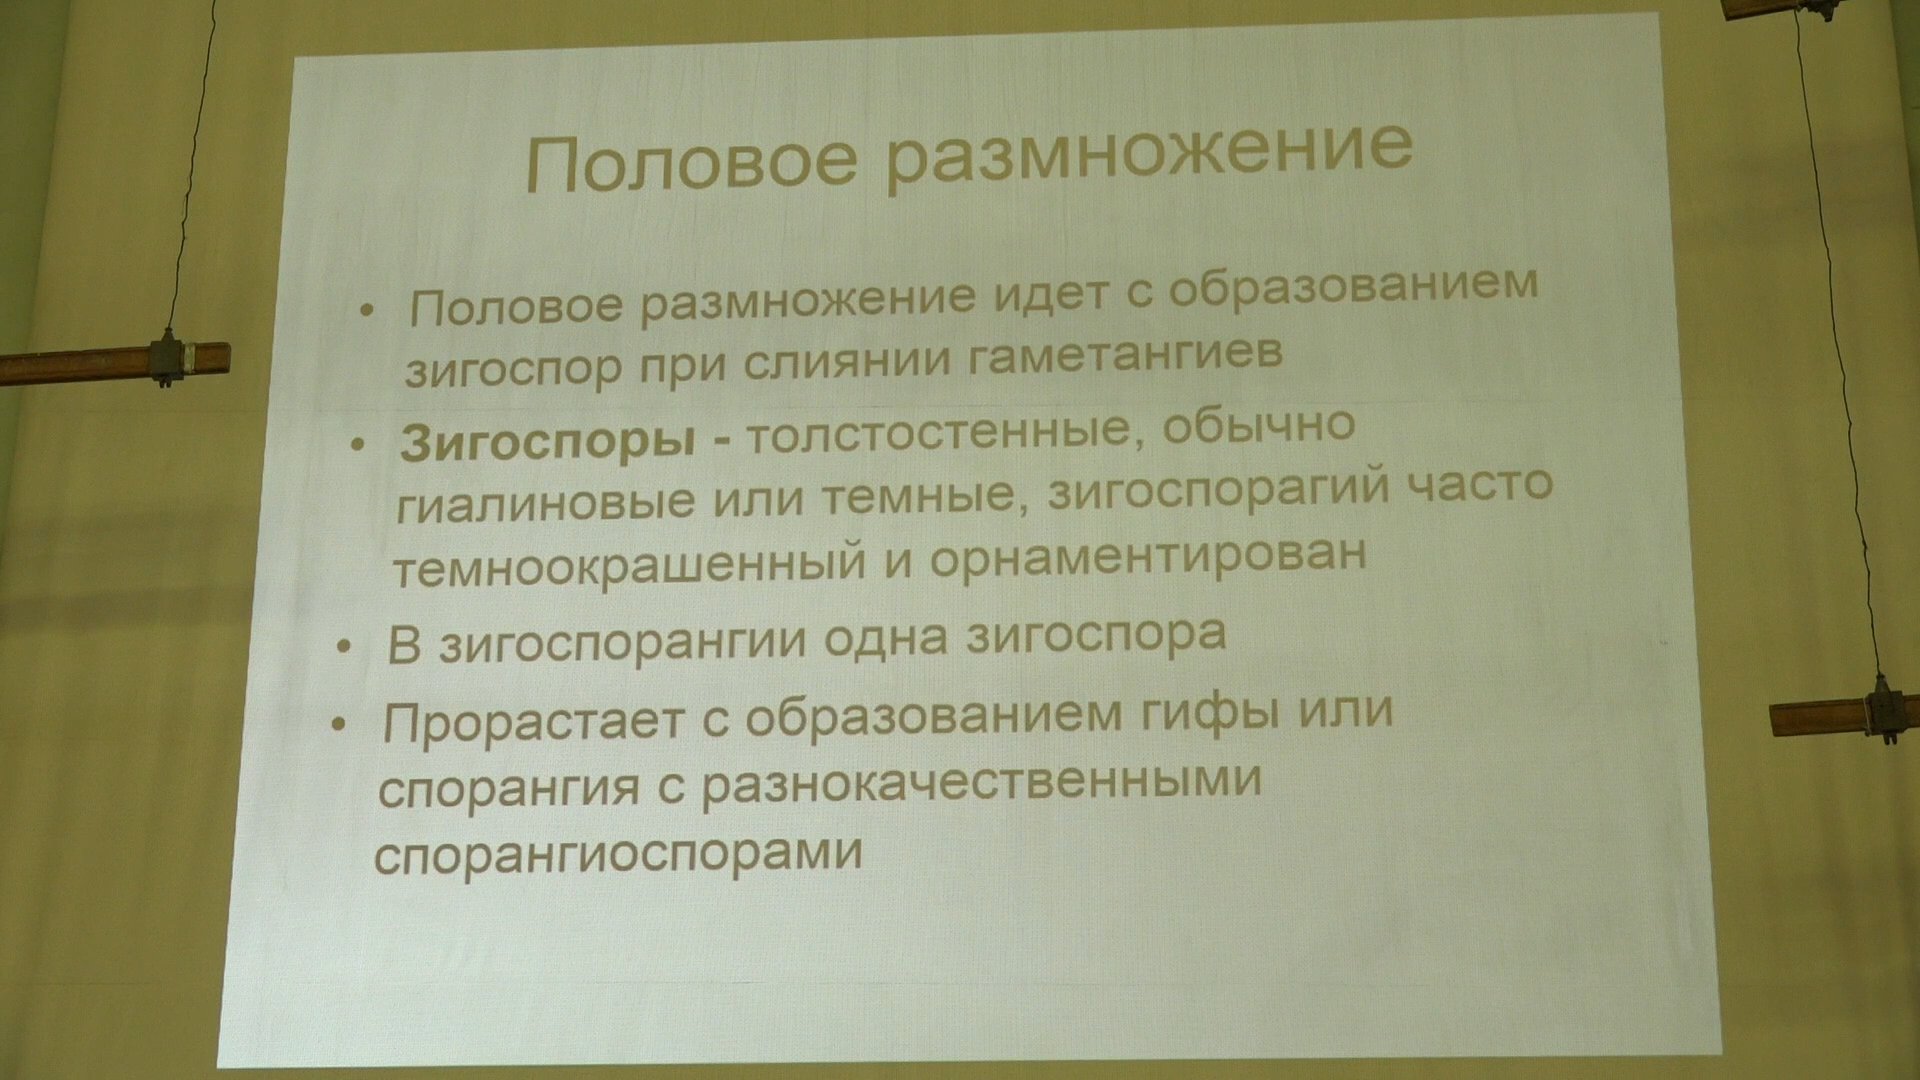 Половое размножение
• Половое размножение идет с образованием
зигоспор при слиянии гаметангиев
• Зигоспоры - толстостенные, обычно
гиалиновые или темные, зигоспорагий часто
темноокрашенный и орнаментирован
• В зигоспорангии одна зигоспора
• Прорастает с образованием гифы или
спорангия с разнокачественными
спорангиоспорами